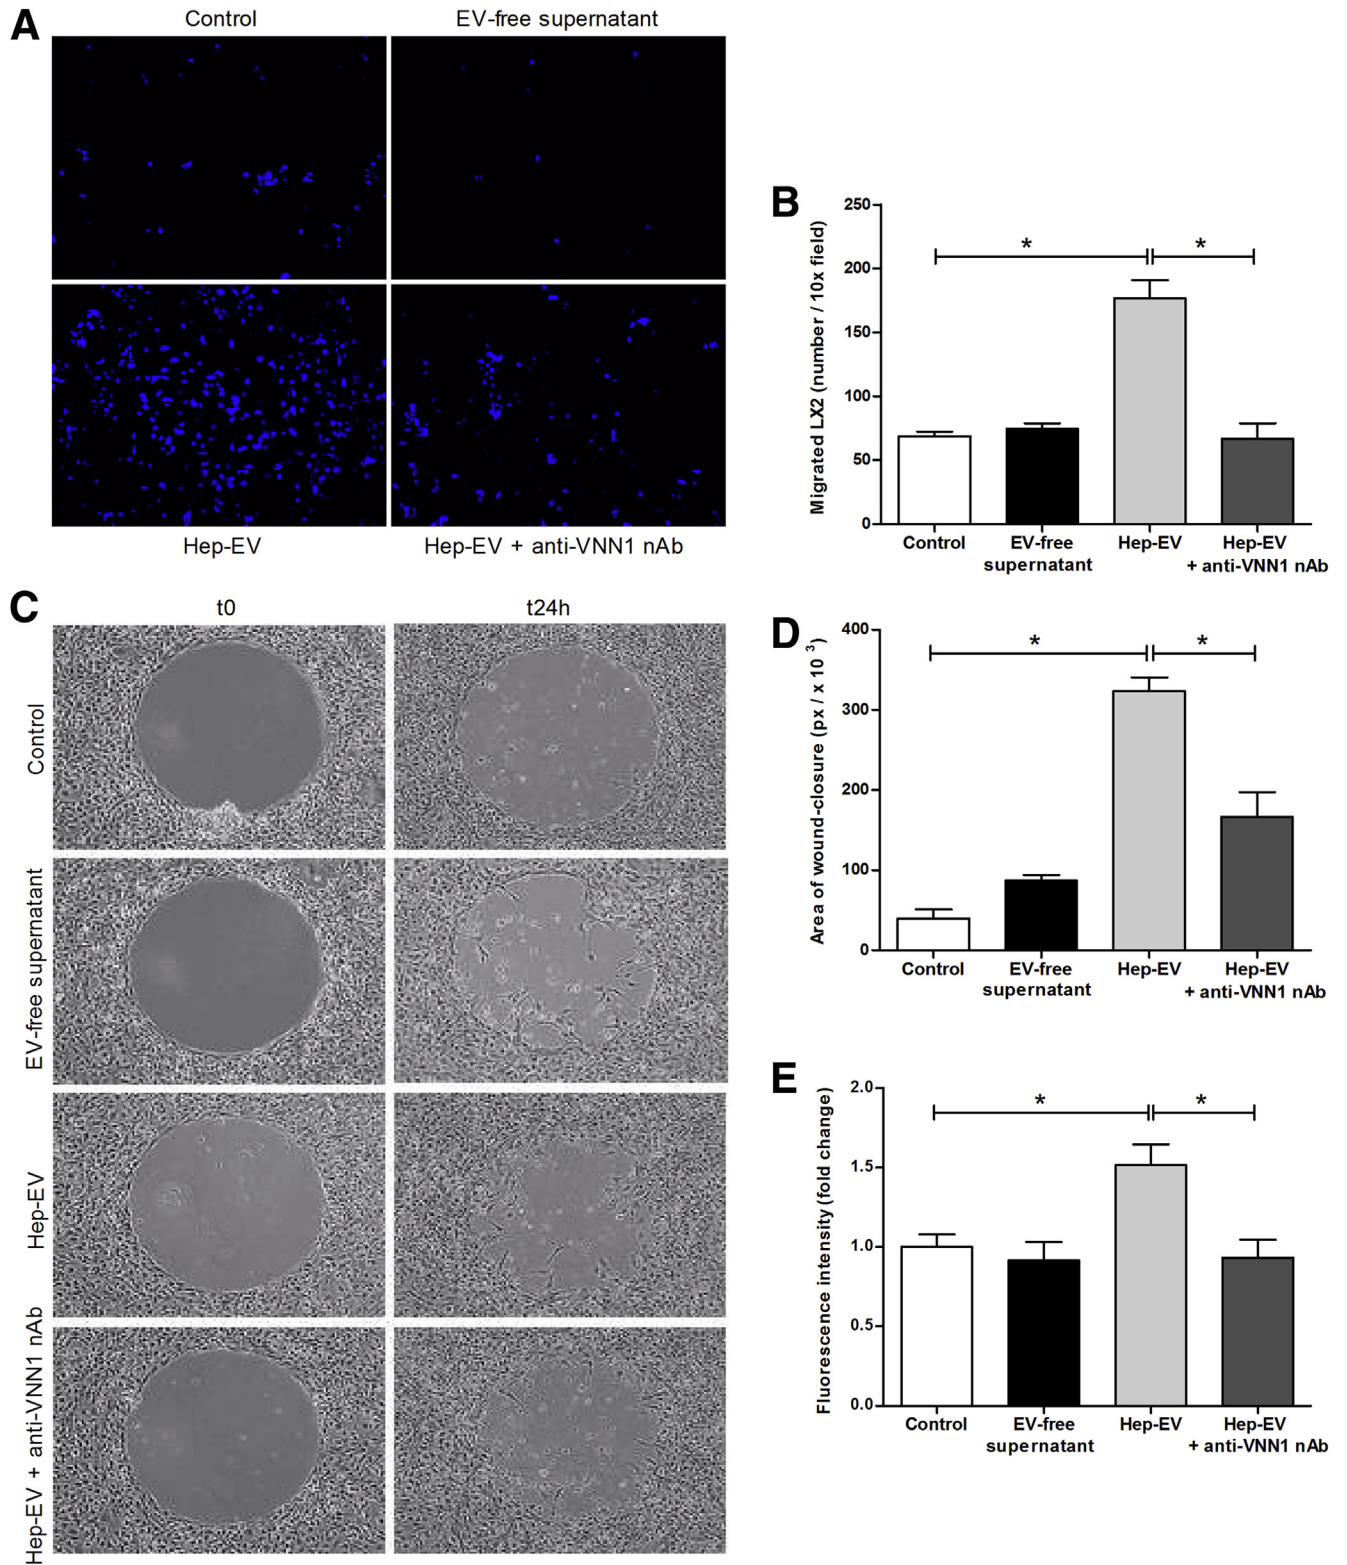 A
Control
EV-free supernatant
Hep-EV
Hep-EV + anti-VNN1 nAb
B
Migrated LX2 (number / 10x field)
250
200
150
100
50
0
*
*
Control
EV-free
supernatant
Hep-EV
Hep-EV
+ anti-VNN1 nAb
C
t0
t24h
Control
EV-free supernatant
Hep-EV
Hep-EV + anti-VNN1 nAb
D
Area of wound-closure (px / x 10 3)
400
300
200
100
0
*
*
Control
EV-free
supernatant
Hep-EV
Hep-EV
+ anti-VNN1 nAb
E
Fluorescence intensity (fold change)
2.0
1.5
1.0
0.5
0.0
*
*
Control
EV-free
supernatant
Hep-EV
Hep-EV
+ anti-VNN1 nAb